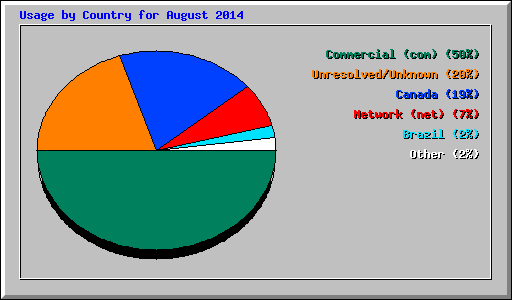 Usage by Country for August 2014
Commercial (com) (50%)
Unresolved/Unknown (20%)
Canada (19%)
Network (net) (7%)
Brazil (2%)
Other (2%)